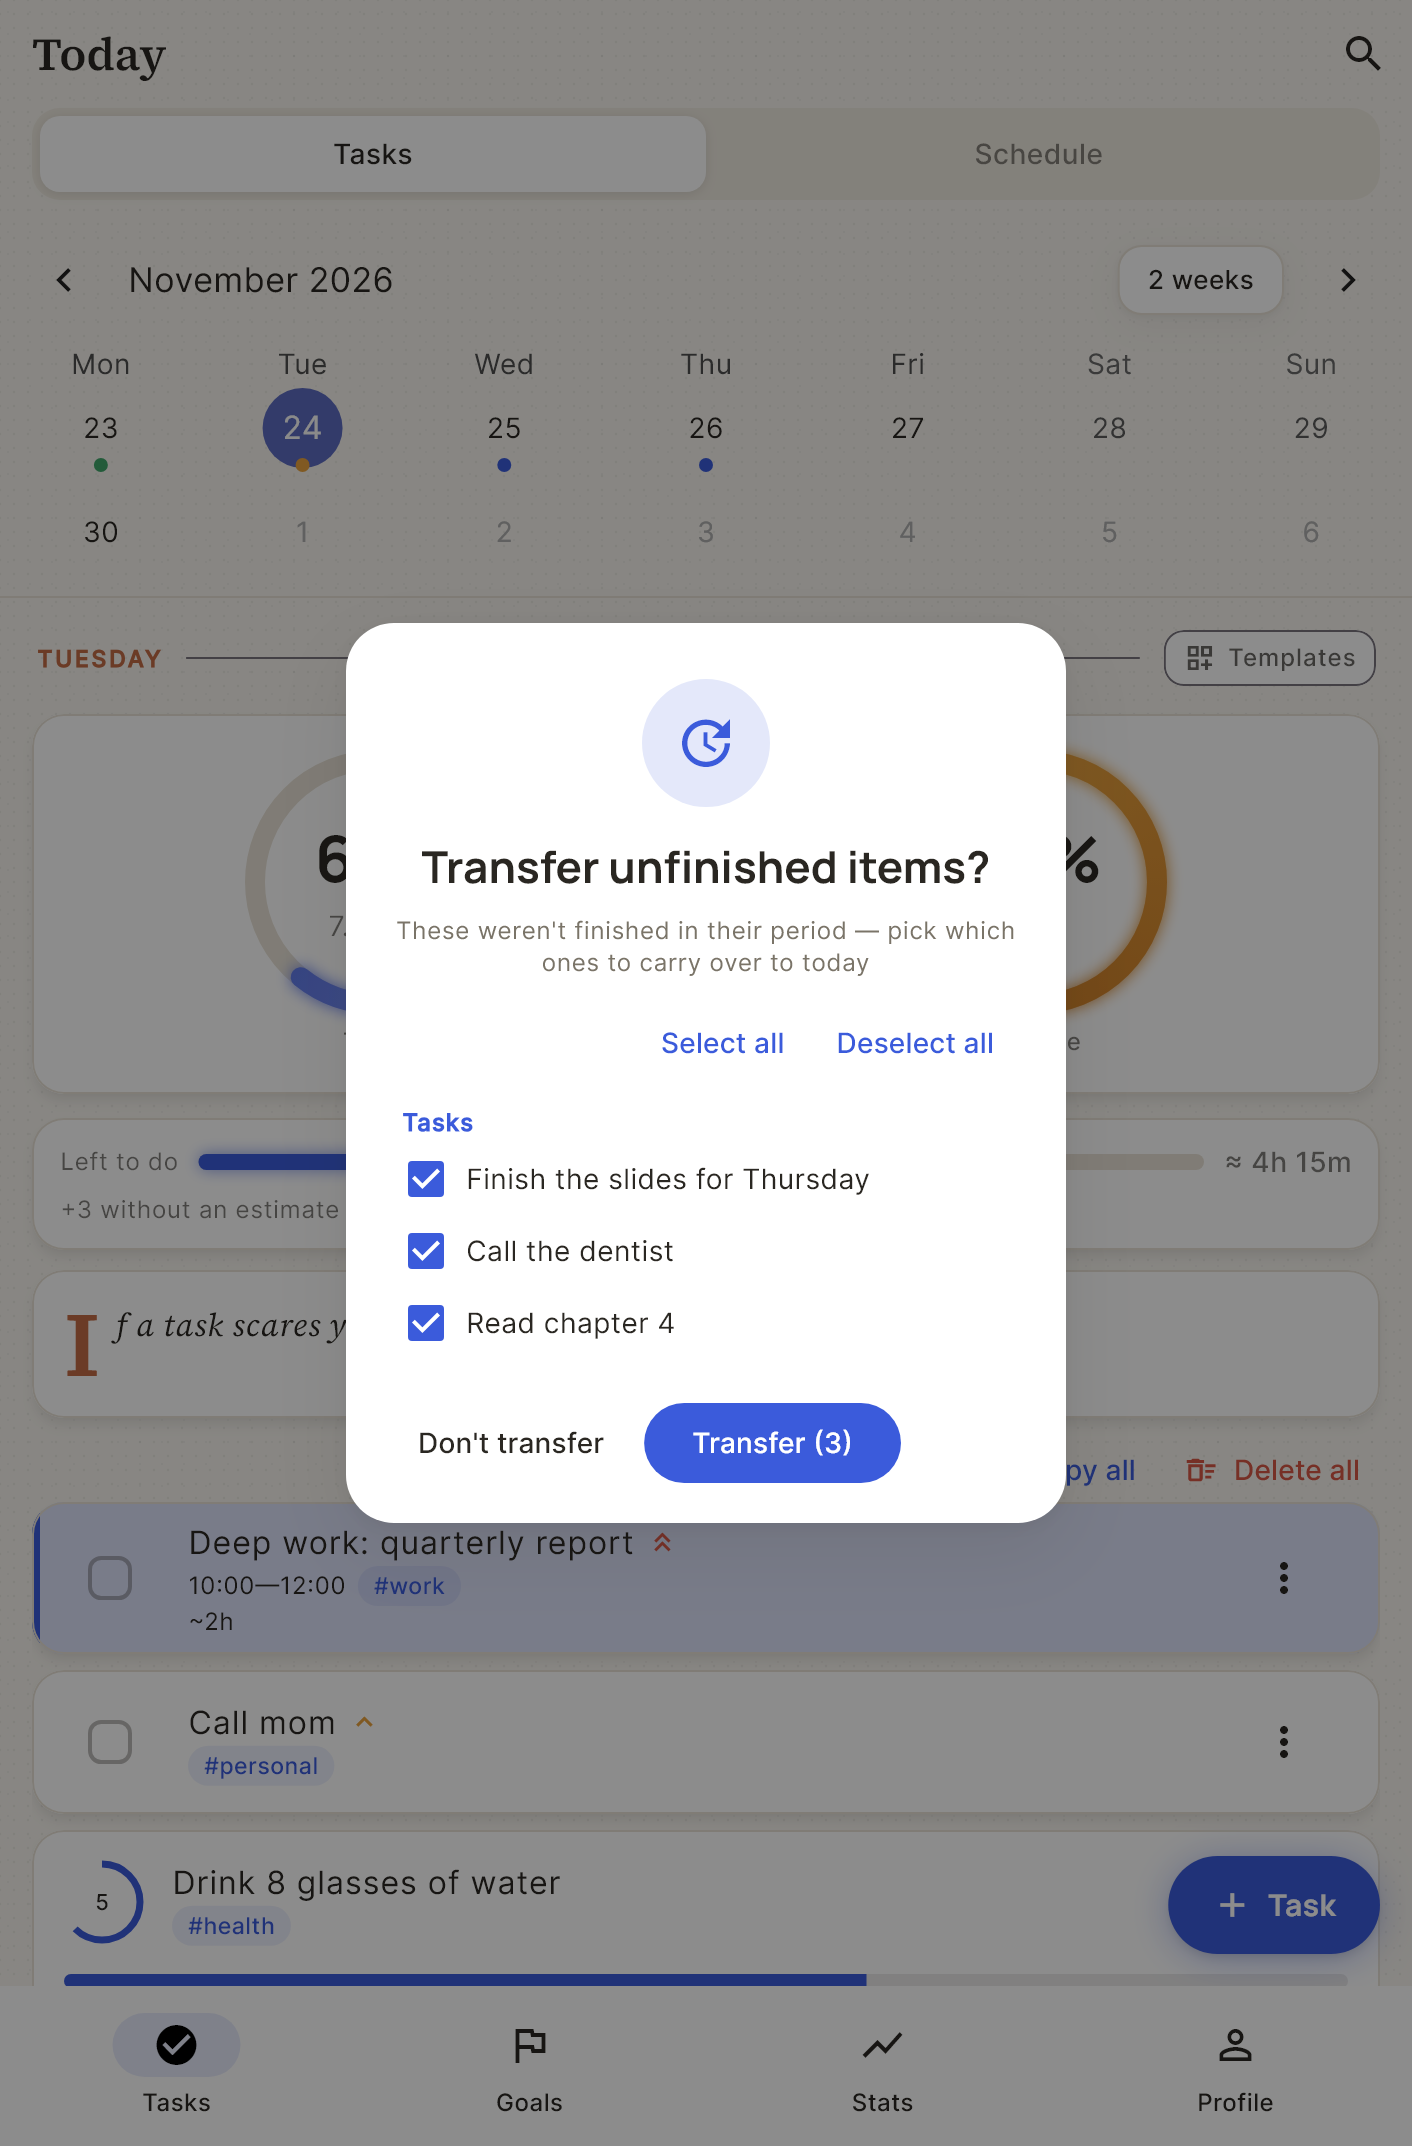 Today
Tasks
Schedule
November 2026
2 weeks
Mon Tue Wed Thu Fri Sat Sun
23 24 25 26 27 28 29
30 1 2 3 4 5 6
TUESDAY
Templates
Transfer unfinished items?
These weren't finished in their period — pick which
ones to carry over to today
Select all
Deselect all
Tasks
Finish the slides for Thursday
Call the dentist
Read chapter 4
Don't transfer
Transfer (3)
%
Left to do
≈ 4h 15m
+3 without an estimate
If a task scares
Delete all
Deep work: quarterly report
10:00—12:00 #work
~2h
Call mom
#personal
5
Drink 8 glasses of water
#health
+ Task
Tasks
Goals
Stats
Profile